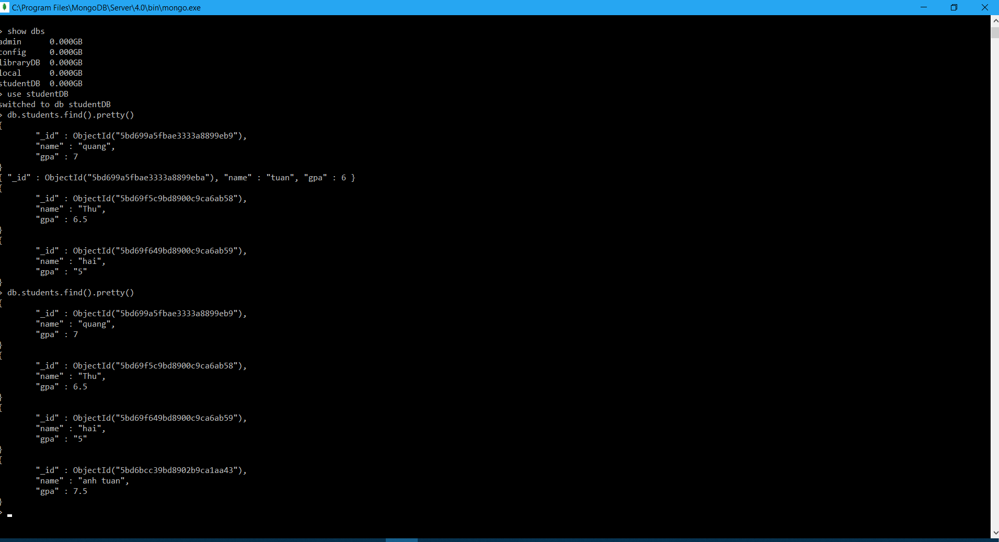 C:\Program Files\MongoDB\Server\4.0\bin\mongo.exe
> show dbs
admin      0.000GB
config     0.000GB
libraryDB  0.000GB
local      0.000GB
studentDB  0.000GB
> use studentDB
switched to db studentDB
> db.students.find().pretty()
{
        "_id" : ObjectId("5bd699a5fbae3333a8899eb9"),
        "name" : "quang",
        "gpa" : 7
}
{ "_id" : ObjectId("5bd699a5fbae3333a8899eba"), "name" : "tuan", "gpa" : 6 }
{
        "_id" : ObjectId("5bd69f5c9bd8900c9ca6ab58"),
        "name" : "Thu",
        "gpa" : 6.5
}
{
        "_id" : ObjectId("5bd69f649bd8900c9ca6ab59"),
        "name" : "hai",
        "gpa" : "5"
}
> db.students.find().pretty()
{
        "_id" : ObjectId("5bd699a5fbae3333a8899eb9"),
        "name" : "quang",
        "gpa" : 7
}
{
        "_id" : ObjectId("5bd69f5c9bd8900c9ca6ab58"),
        "name" : "Thu",
        "gpa" : 6.5
}
{
        "_id" : ObjectId("5bd69f649bd8900c9ca6ab59"),
        "name" : "hai",
        "gpa" : "5"
}
{
        "_id" : ObjectId("5bd6bcc39bd8902b9ca1aa43"),
        "name" : "anh tuan",
        "gpa" : 7.5
}
>